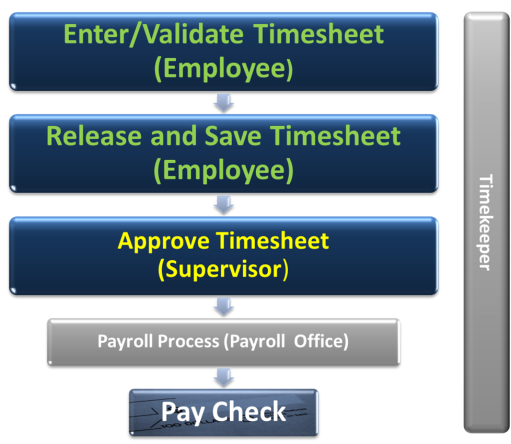 Enter/Validate Timesheet
(Employee)
Release and Save Timesheet
(Employee)
Approve Timesheet
(Supervisor)
Payroll Process (Payroll Office)
Pay Check
Timekeeper